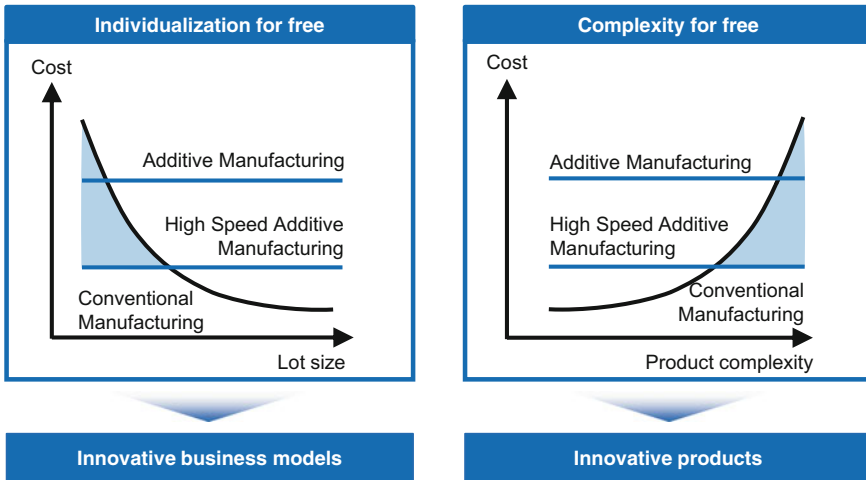 Individualization for free
Cost
Additive Manufacturing
High Speed Additive
Manufacturing
Conventional
Manufacturing
Lot size
Innovative business models
Complexity for free
Cost
Additive Manufacturing
High Speed Additive
Manufacturing
Conventional
Manufacturing
Product complexity
Innovative products